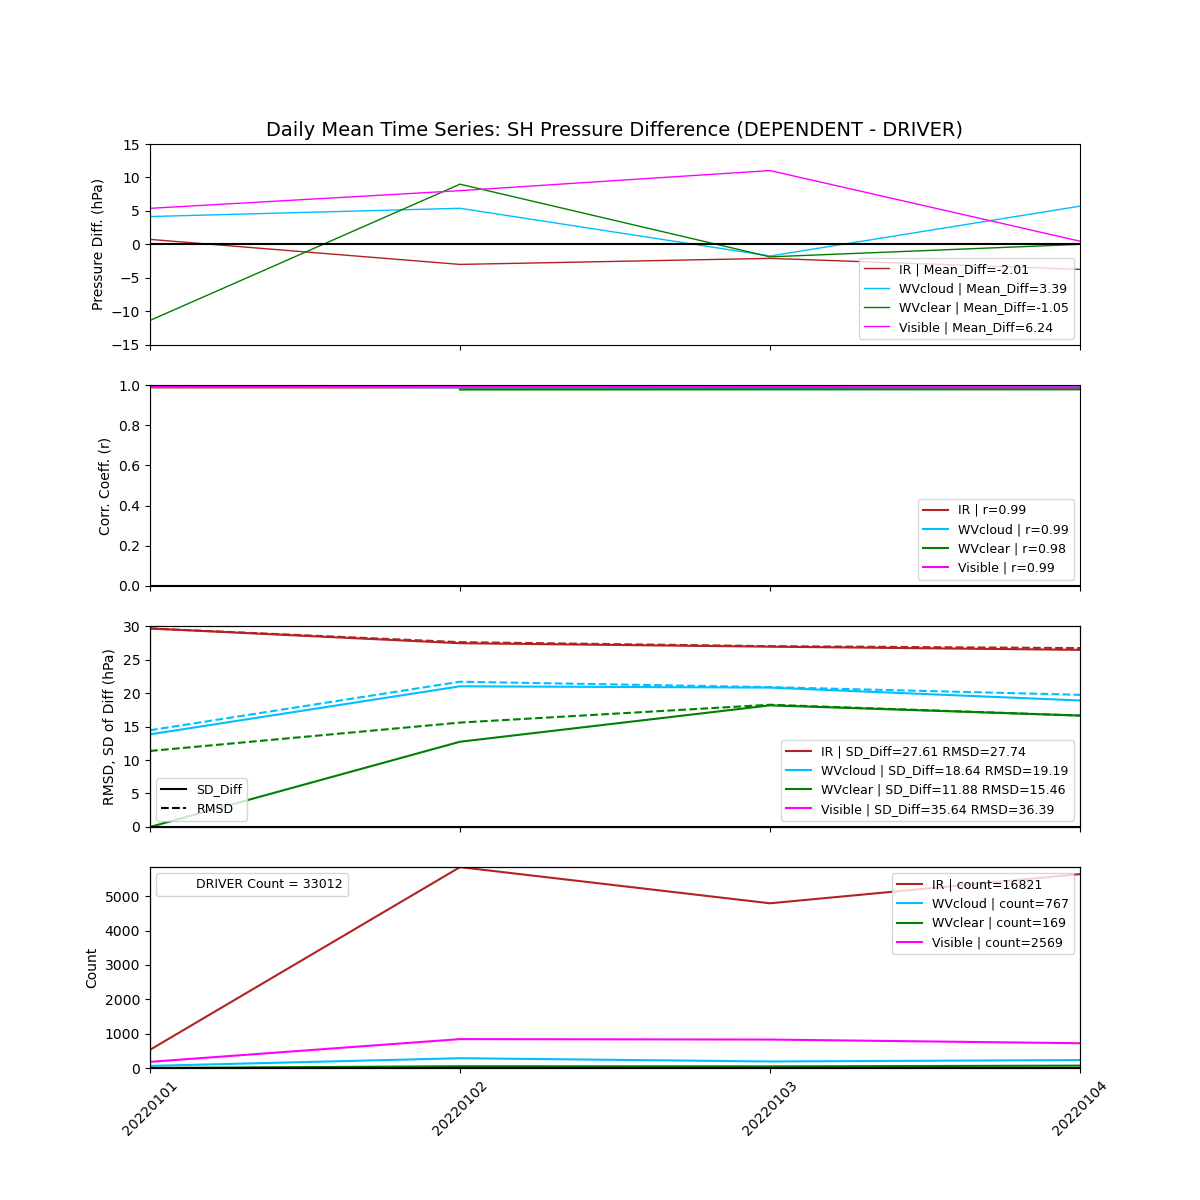 Daily Mean Time Series: SH Pressure Difference (DEPENDENT - DRIVER)
Pressure Diff. (hPa)
15
10
5
0
−5
−10
−15
IR | Mean_Diff=-2.01
WVcloud | Mean_Diff=3.39
WVclear | Mean_Diff=-1.05
Visible | Mean_Diff=6.24
Corr. Coeff. (r)
1.0
0.8
0.6
0.4
0.2
0.0
IR | r=0.99
WVcloud | r=0.99
WVclear | r=0.98
Visible | r=0.99
RMSD, SD of Diff (hPa)
30
25
20
15
10
5
0
SD_Diff
RMSD
IR | SD_Diff=27.61 RMSD=27.74
WVcloud | SD_Diff=18.64 RMSD=19.19
WVclear | SD_Diff=11.88 RMSD=15.46
Visible | SD_Diff=35.64 RMSD=36.39
Count
5000
4000
3000
2000
1000
0
DRIVER Count = 33012
IR | count=16821
WVcloud | count=767
WVclear | count=169
Visible | count=2569
20220101
20220102
20220103
20220104